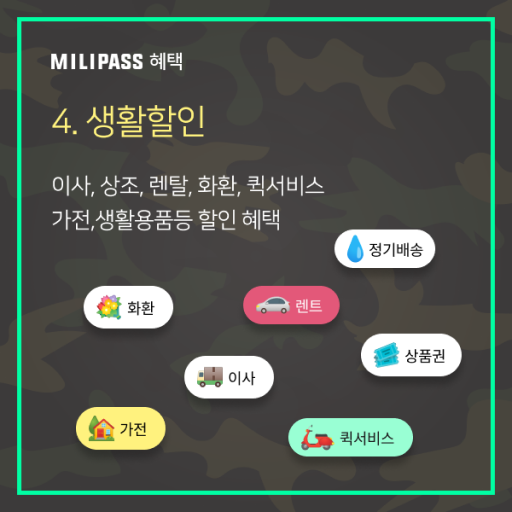 MILIPASS 혜택
4. 생활할인
이사, 상조, 렌탈, 화환, 퀵서비스
가전,생활용품등 할인 혜택
정기배송
화환
렌트
상품권
이사
가전
퀵서비스